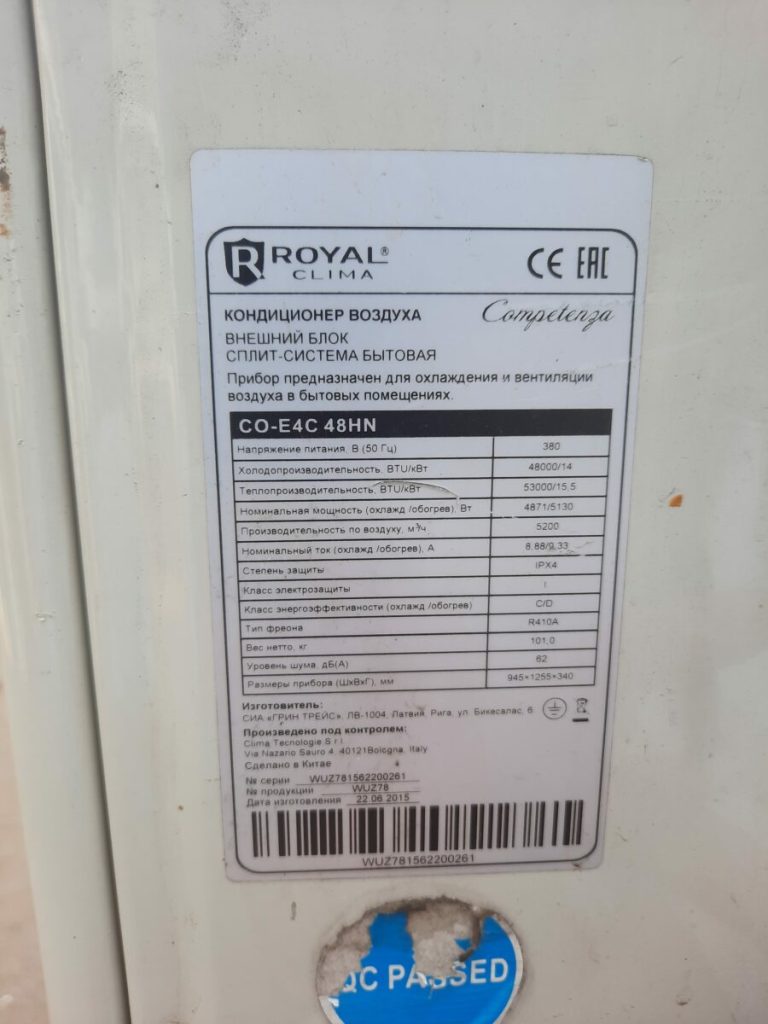 R ROYAL®
CLIMA
CE EAC
КОНДИЦИОНЕР ВОЗДУХА
Competenza
ВНЕШНИЙ БЛОК
СПЛИТ-СИСТЕМА БЫТОВАЯ
Прибор предназначен для охлаждения и вентиляции
воздуха в бытовых помещениях.
CO-E4C 48HN
Напряжение питания, В (50 Гц) 380
Холодопроизводительность, BTU/кВт 48000/14
Теплопроизводительность, BTU/кВт 53000/15,5
Номинальная мощность (охлажд./обогрев), Вт 4871/5130
Производительность по воздуху, м³/ч 5200
Номинальный ток (охлажд./обогрев), А 8.88/9.33
Степень защиты IPX4
Класс электрозащиты I
Класс энергоэффективности (охлажд./обогрев) C/D
Тип фреона R410A
Вес нетто, кг 101,0
Уровень шума, дБ(А) 62
Размеры прибора (ШхВхГ), мм 945×1255×340
Изготовитель:
СИА «ГРИН ТРЕЙС», ЛВ-1004, Латвия, Рига, ул. Бикесалас, 6
Произведено под контролем:
Clima Tecnologie S.r.l.
Via Nazario Sauro 4, 40121Bologna, Italy
Сделано в Китае
№ серии WUZ781562200261
№ продукции WUZ78
Дата изготовления 22.06.2015
WUZ781562200261
QC PASSED